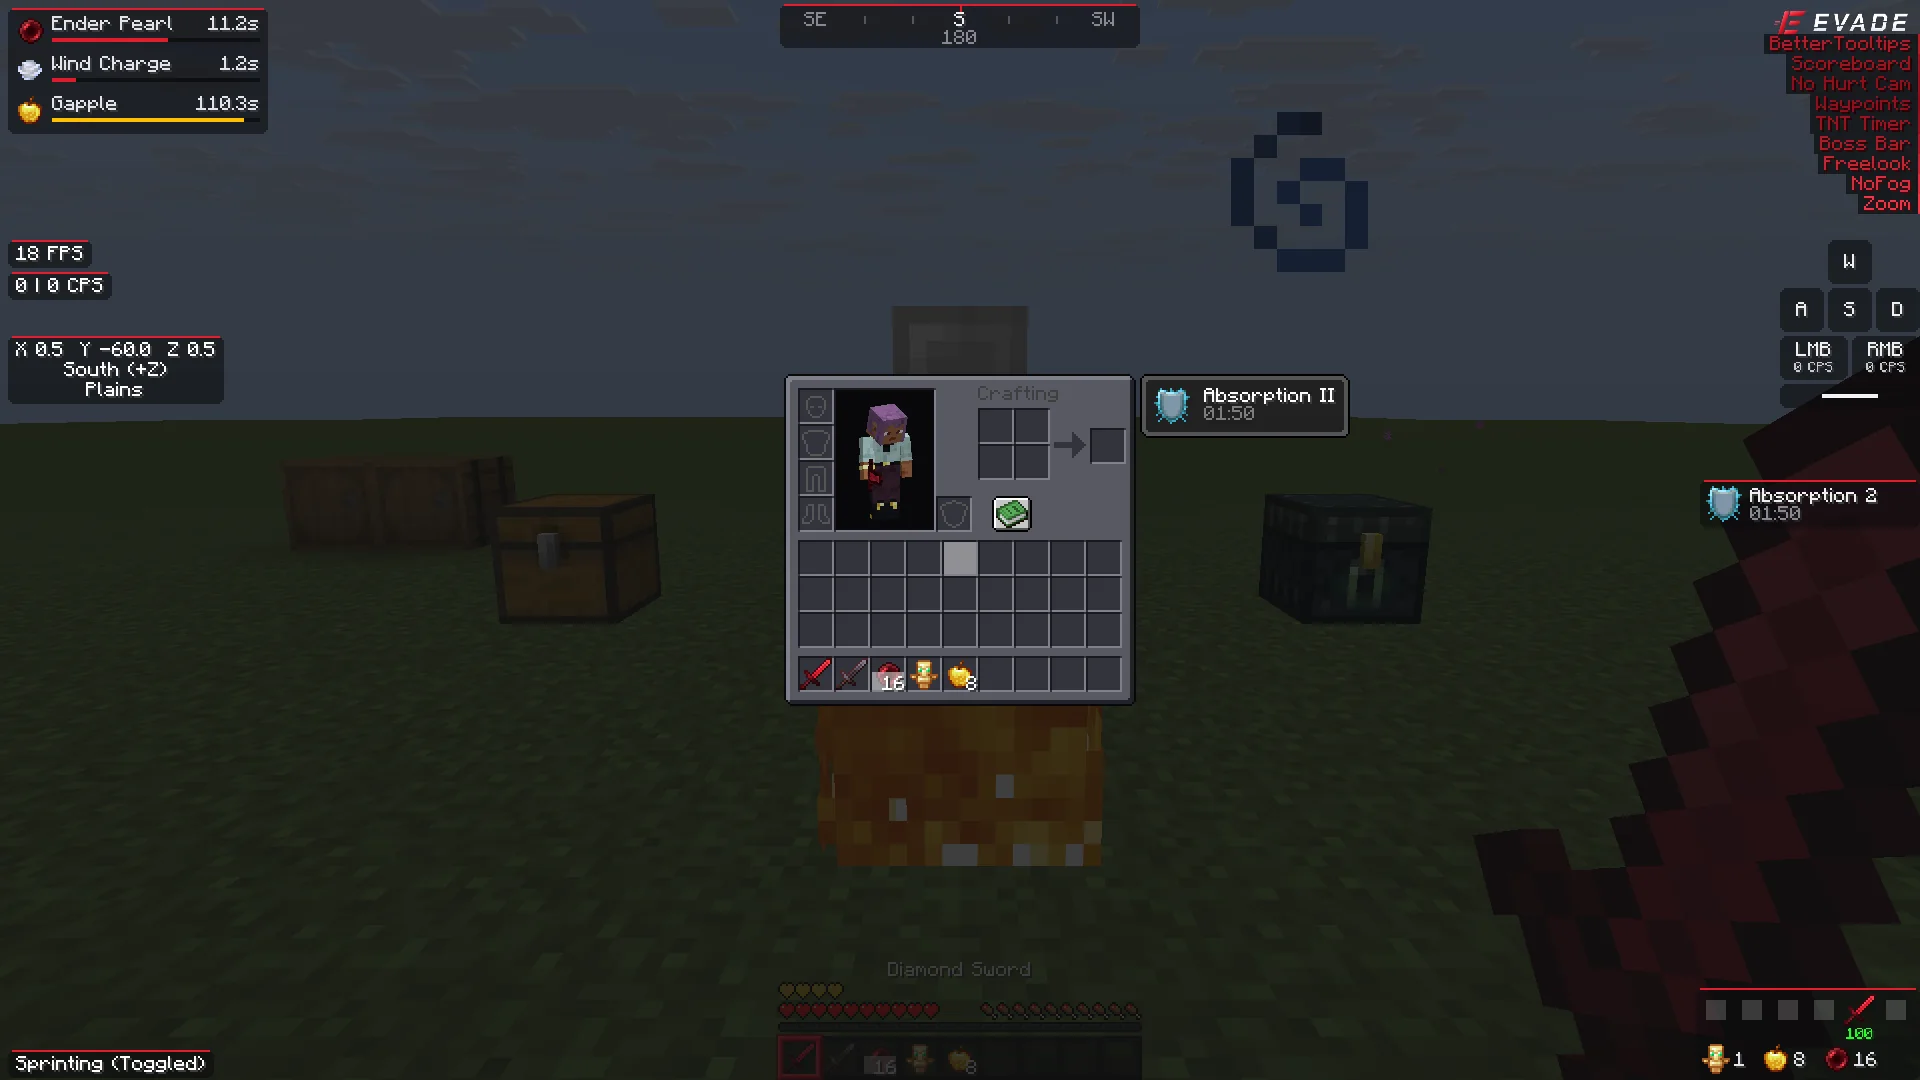 Ender Pearl 11.2s
Wind Charge 1.2s
Gapple 110.3s
SE S SW
180
EVADE
BetterTooltips
Scoreboard
No Hurt Cam
Waypoints
TNT Timer
Boss Bar
Freelook
NoFog
Zoom
18 FPS
0 | 0 CPS
X 0.5 Y -60.0 Z 0.5
South (+Z)
Plains
W
A S D
LMB RMB
0 CPS 0 CPS
Crafting
Absorption II
01:50
Absorption 2
01:50
16 8
Diamond Sword
16 8
100
1 8 16
Sprinting (Toggled)